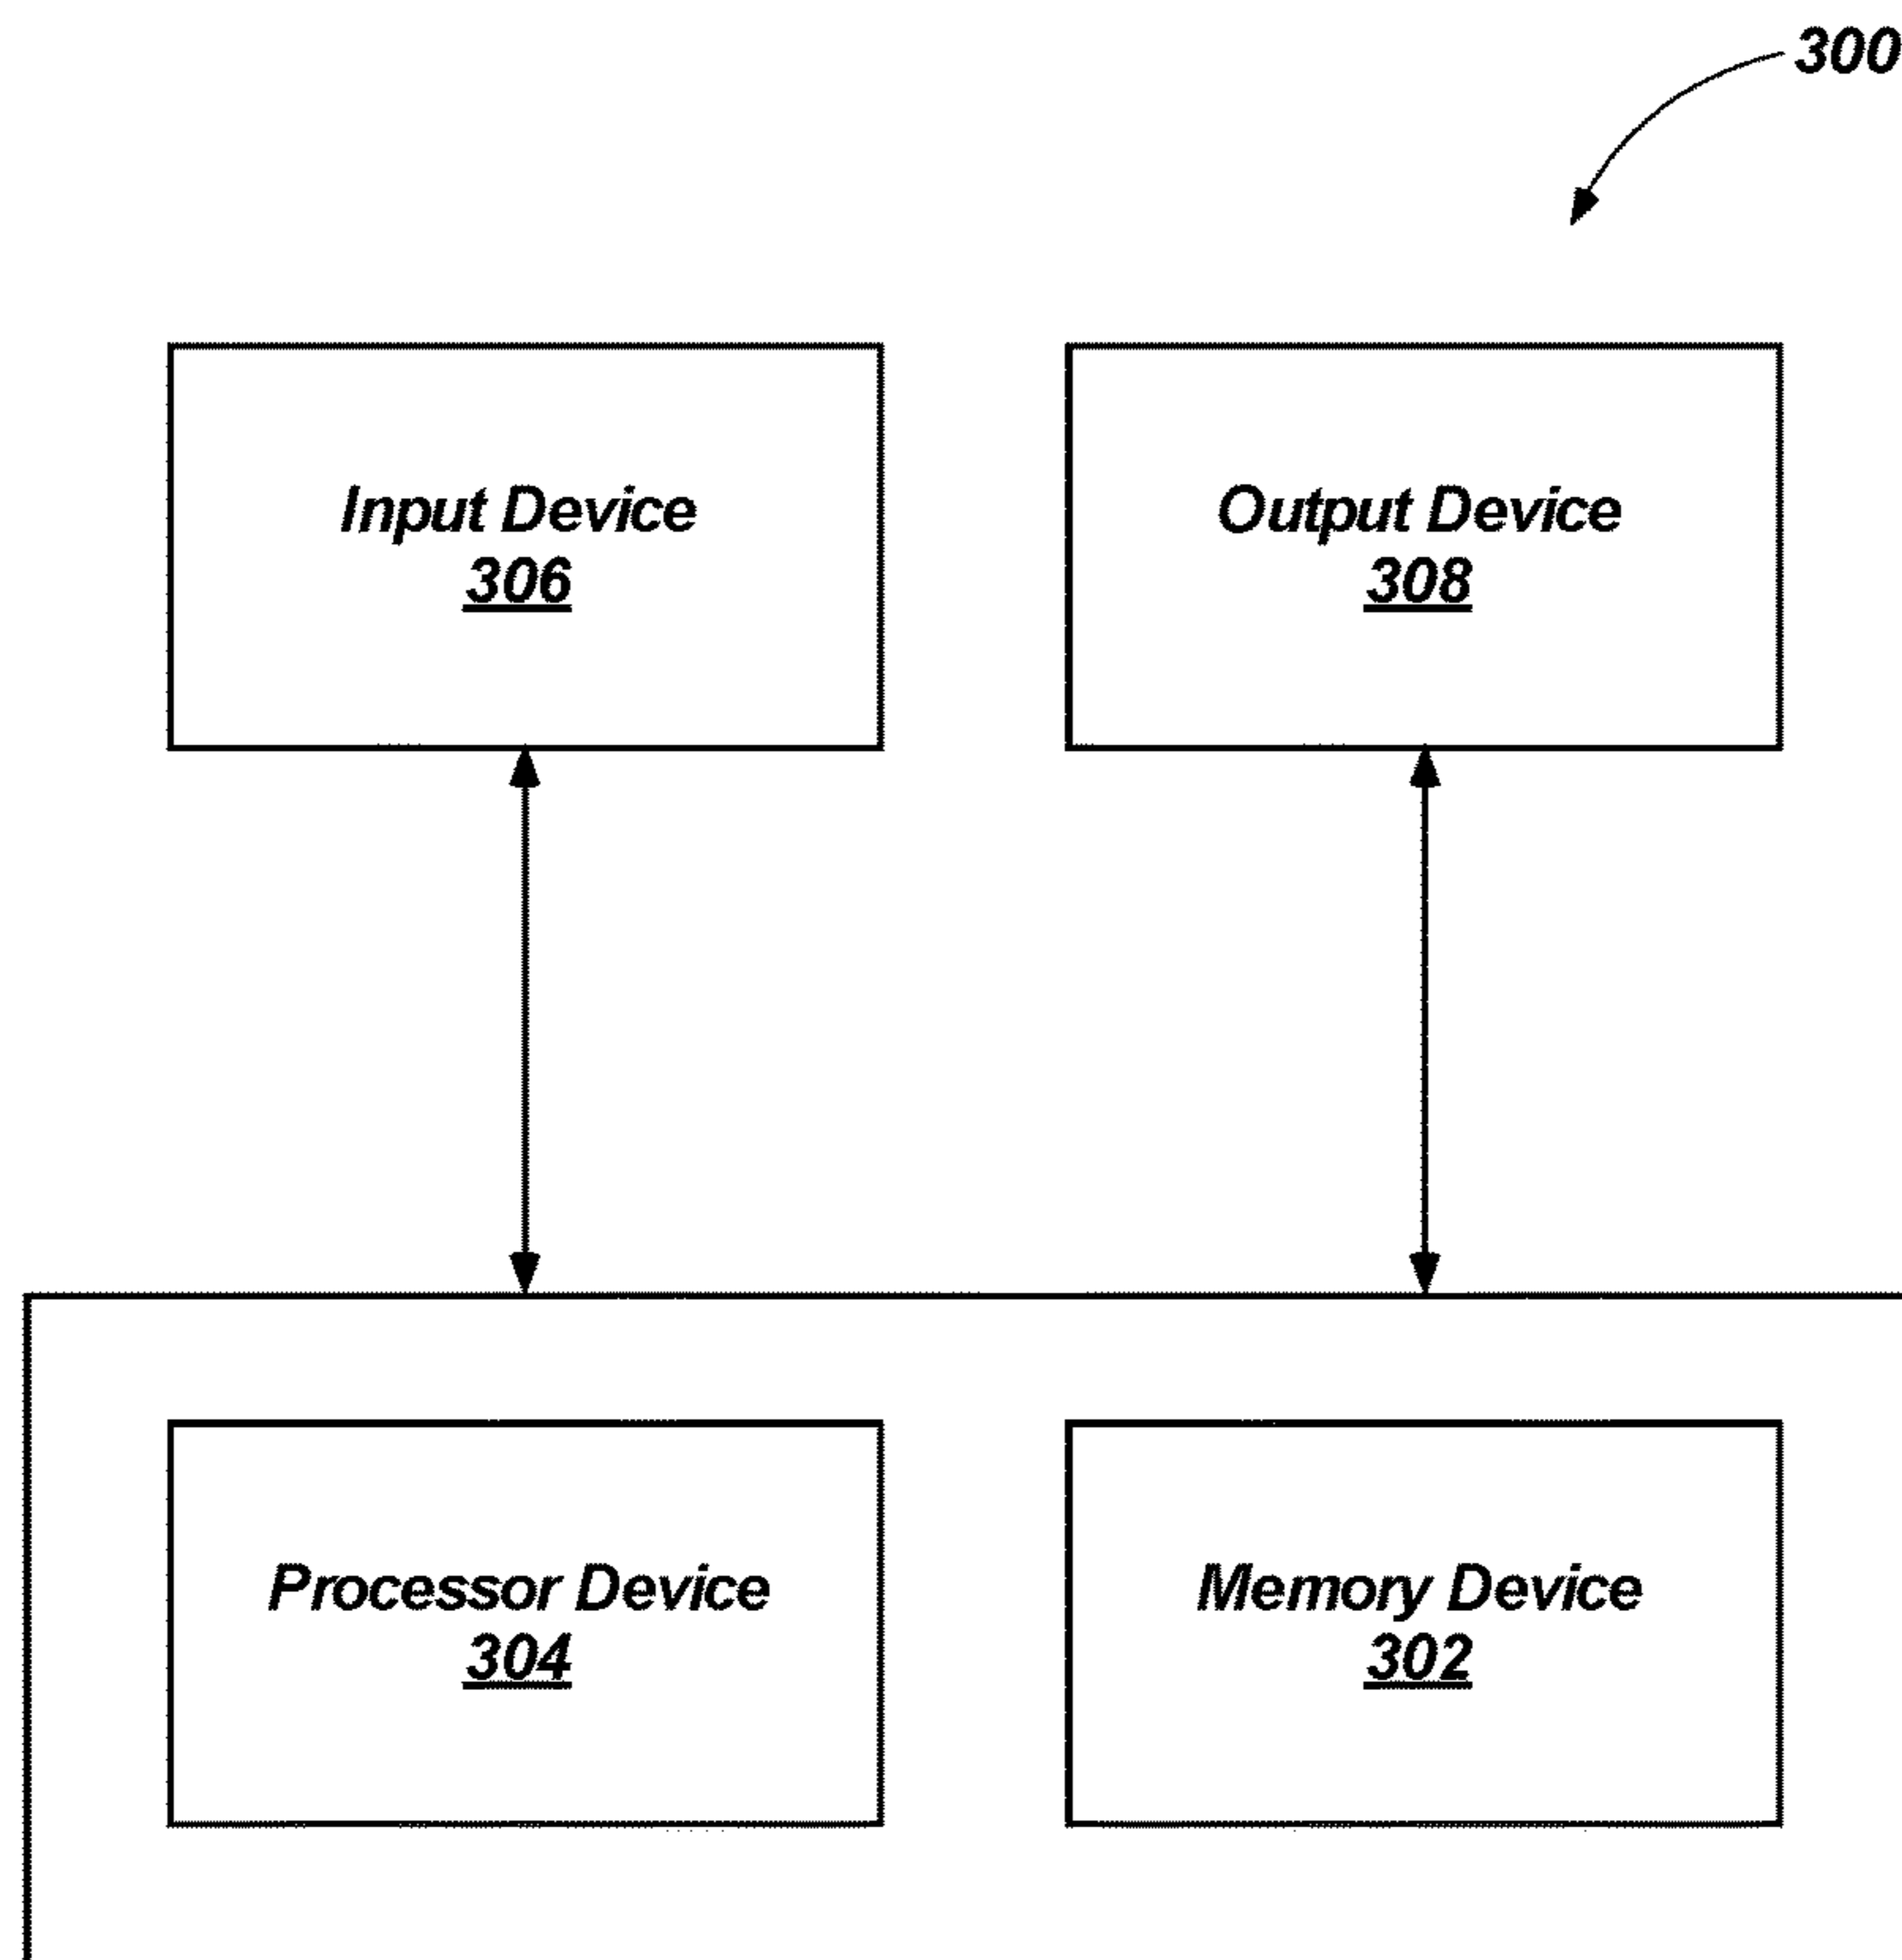 300
Input Device
306
Output Device
308
Processor Device
304
Memory Device
302